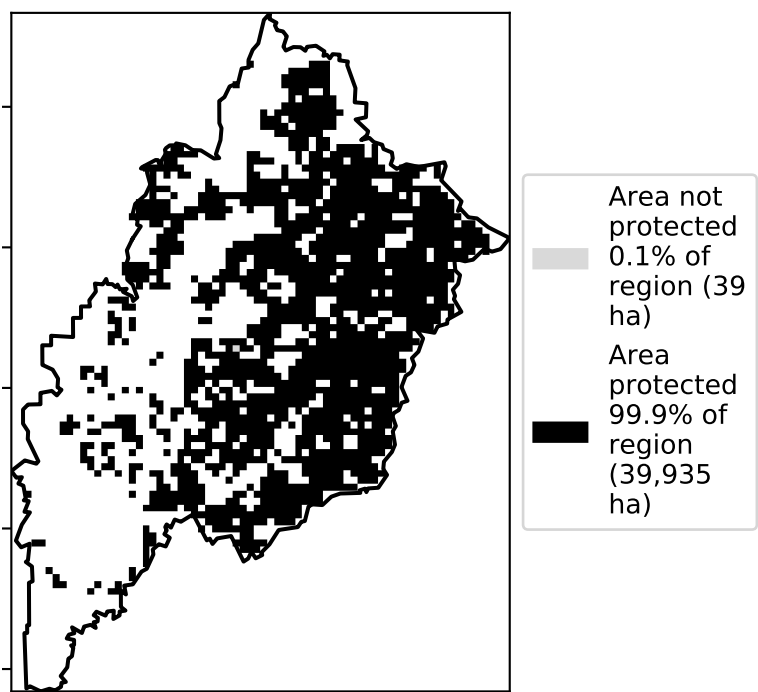 Area not
protected
0.1% of
region (39
ha)
Area
protected
99.9% of
region
(39,935
ha)